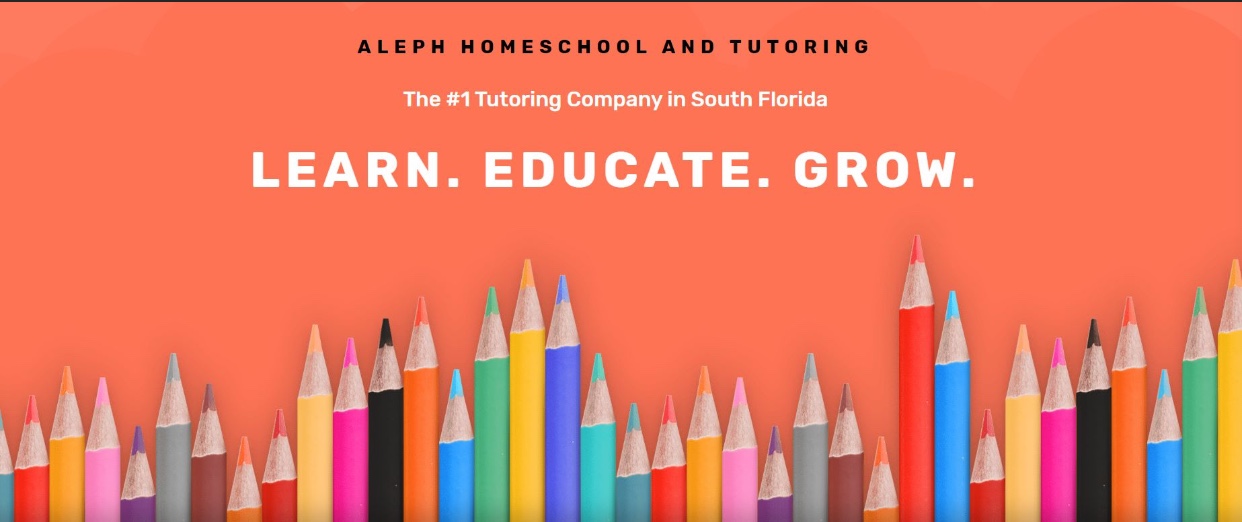 ALEPH HOMESCHOOL AND TUTORING
The #1 Tutoring Company in South Florida
LEARN. EDUCATE. GROW.